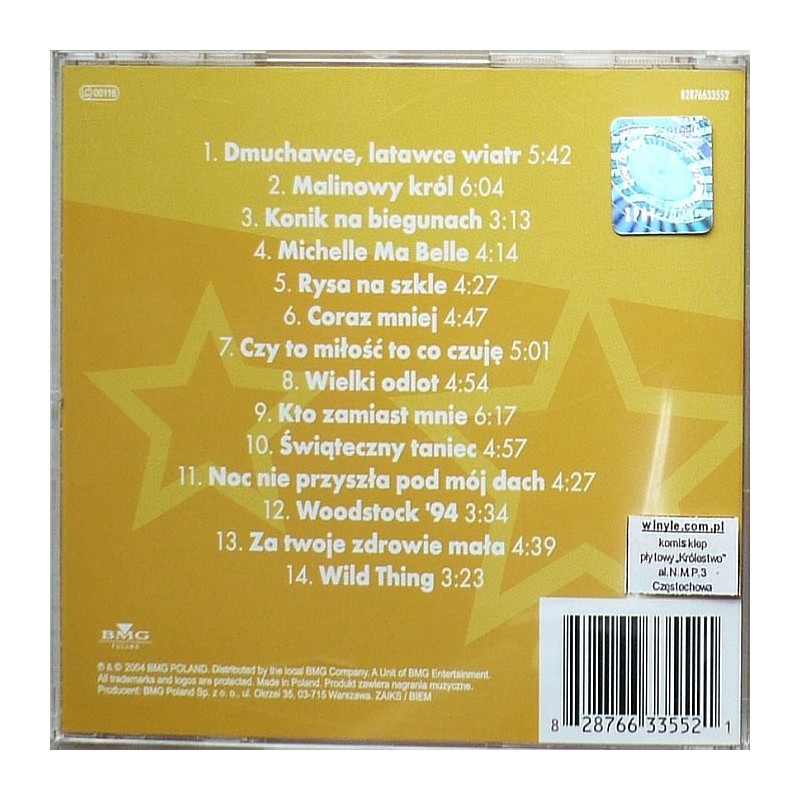 LC 00116
82876633552
1. Dmuchawce, latawce wiatr 5:42
2. Malinowy król 6:04
3. Konik na biegunach 3:13
4. Michelle Ma Belle 4:14
5. Rysa na szkle 4:27
6. Coraz mniej 4:47
7. Czy to miłość to co czuję 5:01
8. Wielki odlot 4:54
9. Kto zamiast mnie 6:17
10. Świąteczny taniec 4:57
11. Noc nie przyszła pod mój dach 4:27
12. Woodstock '94 3:34
13. Za twoje zdrowie mała 4:39
14. Wild Thing 3:23
winyle.com.pl
komis sklep
płytowy „Królestwo"
al.N.M.P.3
Częstochowa
BMG
POLAND
℗ & © 2004 BMG POLAND. Distributed by the local BMG Company. A Unit of BMG Entertainment.
All trademarks and logos are protected. Made in Poland. Produkt zawiera nagrania muzyczne.
Producent: BMG Poland Sp. z o. o., ul. Okrzei 35, 03-715 Warszawa. ZAIKS / BIEM
8 28766 33552 1